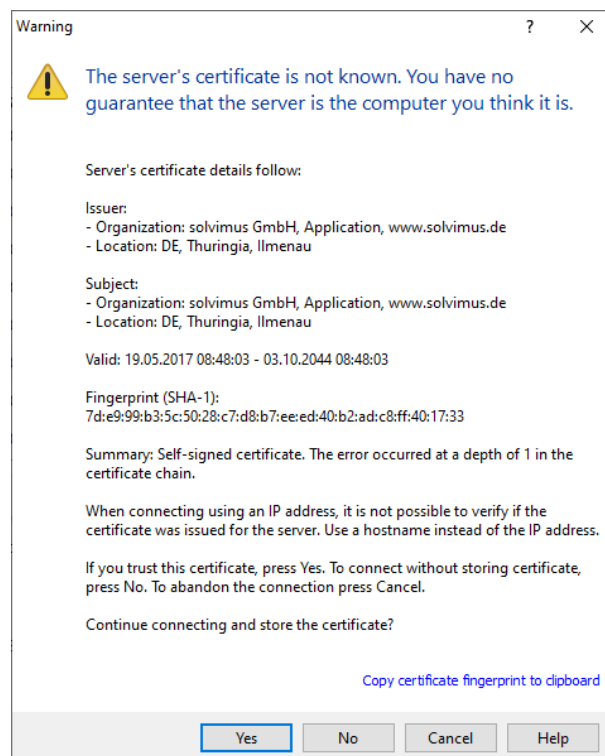 Warning
?
The server's certificate is not known. You have no
guarantee that the server is the computer you think it is.
Server's certificate details follow:
Issuer:
- Organization: solvimus GmbH, Application, www.solvimus.de
- Location: DE, Thuringia, Ilmenau
Subject:
- Organization: solvimus GmbH, Application, www.solvimus.de
- Location: DE, Thuringia, Ilmenau
Valid: 19.05.2017 08:48:03 - 03.10.2044 08:48:03
Fingerprint (SHA-1):
7d:e9:99:b3:5c:50:28:c7:d8:b7:ee:ed:40:b2:ad:c8:ff:40:17:33
Summary: Self-signed certificate. The error occurred at a depth of 1 in the
certificate chain.
When connecting using an IP address, it is not possible to verify if the
certificate was issued for the server. Use a hostname instead of the IP address.
If you trust this certificate, press Yes. To connect without storing certificate,
press No. To abandon the connection press Cancel.
Continue connecting and store the certificate?
Copy certificate fingerprint to clipboard
Yes No Cancel Help